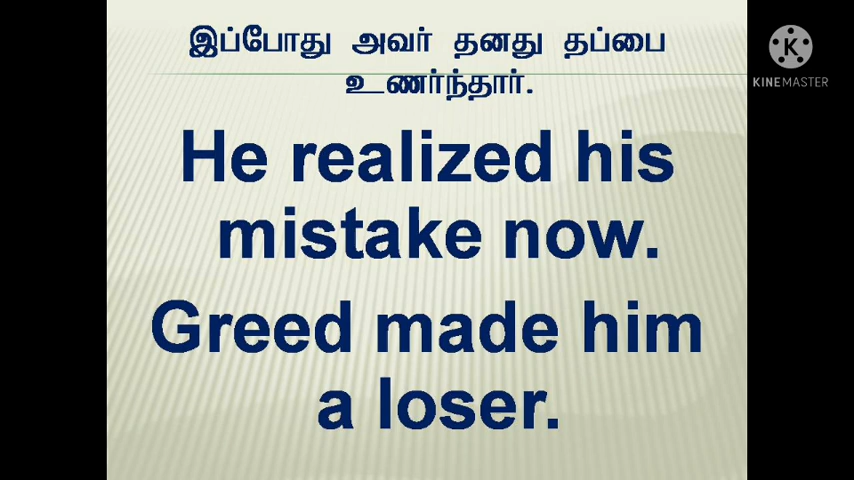 இப்போது அவர் தனது தப்பை
உணர்ந்தார்.
He realized his
mistake now.
Greed made him
a loser.
K
KINEMASTER